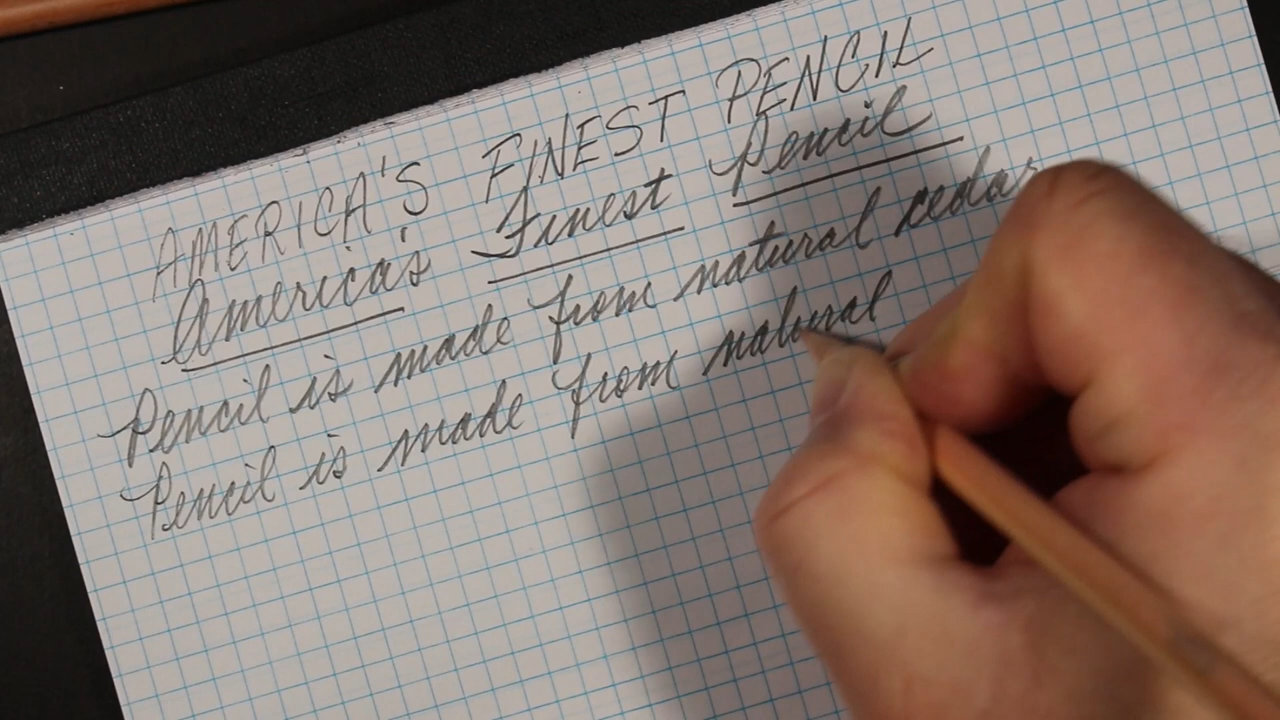 AMERICA'S FINEST PENCIL
America's Finest Pencil
Pencil is made from natural cedar
Pencil is made from natural